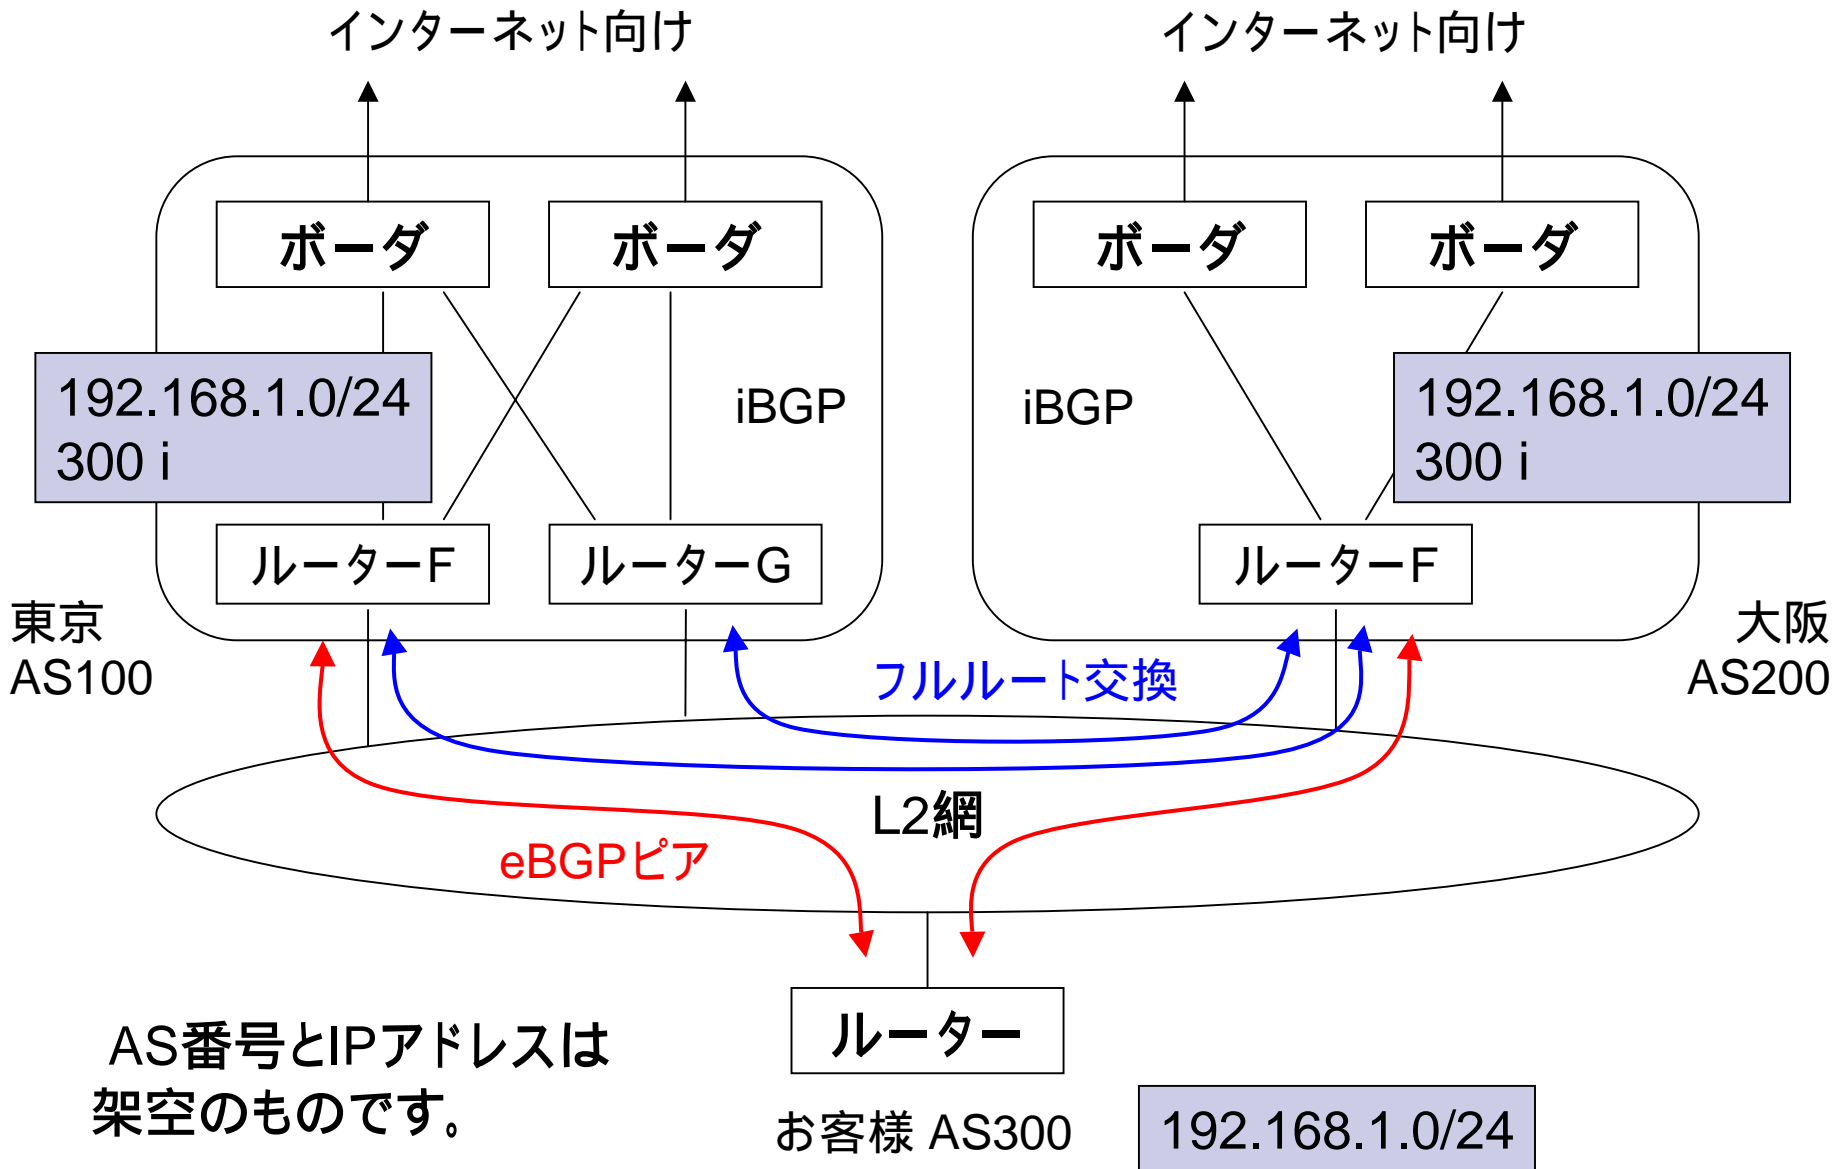 インターネット向け
インターネット向け
ボーダ
ボーダ
ボーダ
ボーダ
192.168.1.0/24
300 i
iBGP
iBGP
192.168.1.0/24
300 i
ルーターF
ルーターG
ルーターF
東京
AS100
フルルート交換
大阪
AS200
L2網
eBGPピア
ルーター
AS番号とIPアドレスは
架空のものです。
お客様 AS300
192.168.1.0/24